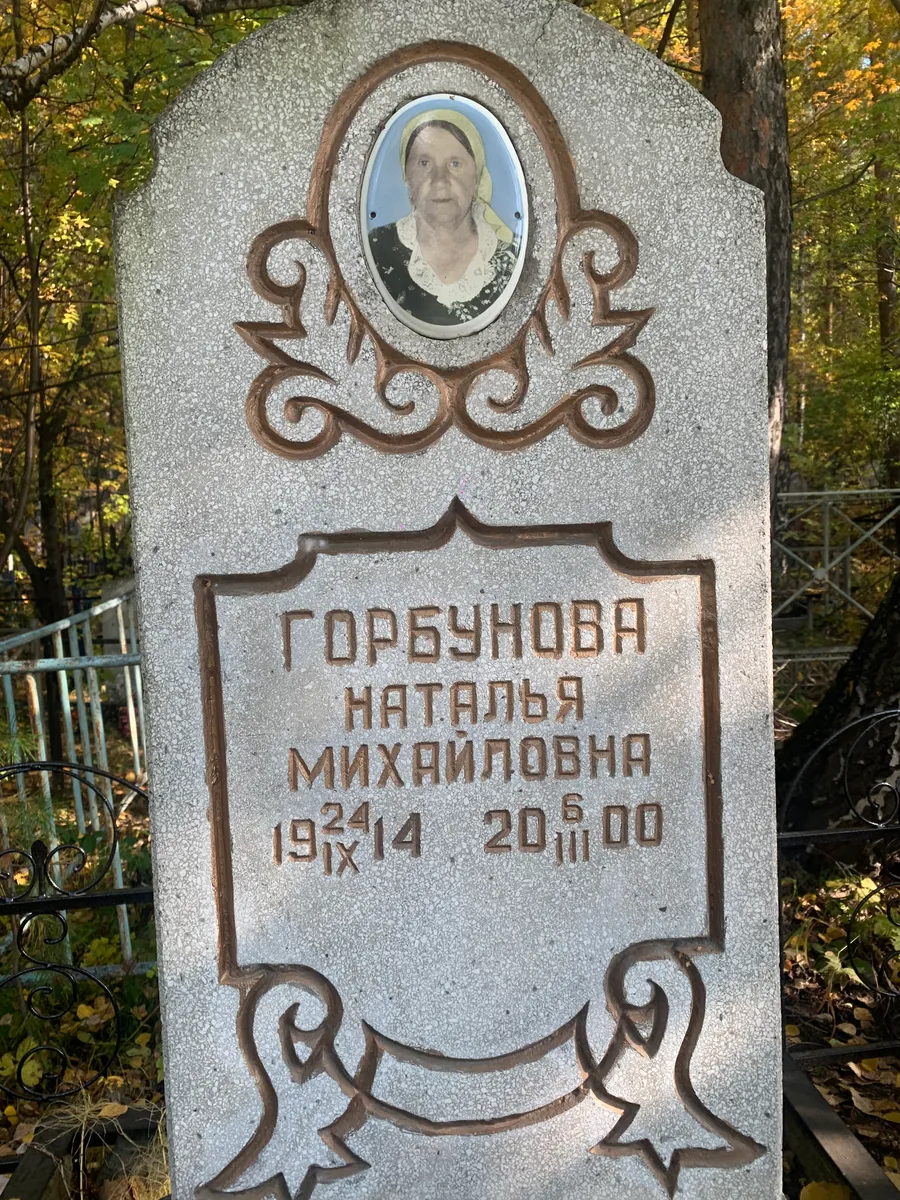 ГОРБУНОВА
НАТАЛЬЯ
МИХАЙЛОВНА
19 24/IX 14 20 6/III 00